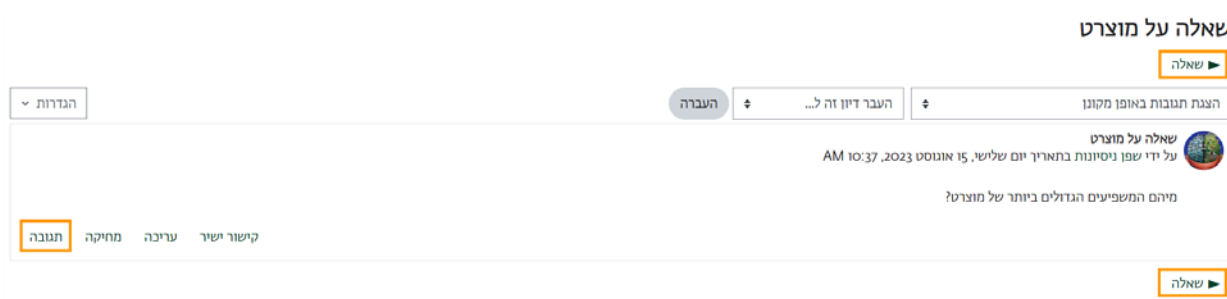 שאלה על מוצרט
► שאלה
הצגת תגובות באופן מקונן העבר דיון זה ל... העברה הגדרות
שאלה על מוצרט
על ידי שפן ניסיונות בתאריך יום שלישי, 15 אוגוסט 2023, 10:37 AM
מיהם המשפיעים הגדולים ביותר של מוצרט?
קישור ישיר עריכה מחיקה תגובה
► שאלה